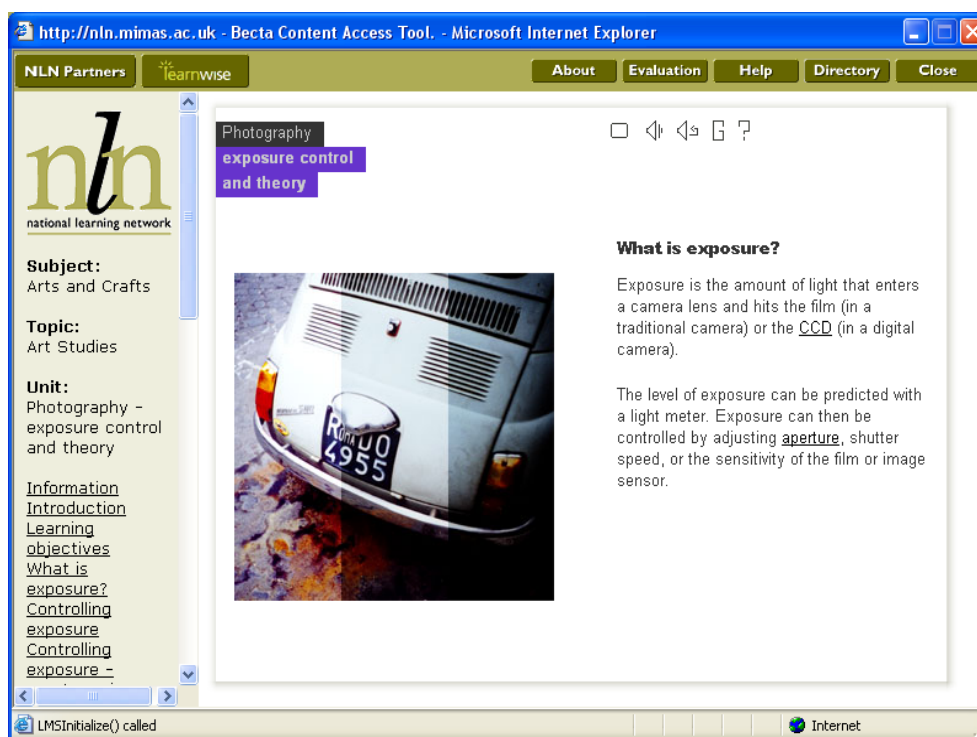 http://nln.mimas.ac.uk - Becta Content Access Tool. - Microsoft Internet Explorer
NLN Partners
learnwise
About
Evaluation
Help
Directory
Close
nln
national learning network
Subject:
Arts and Crafts
Topic:
Art Studies
Unit:
Photography -
exposure control
and theory
Information
Introduction
Learning
objectives
What is
exposure?
Controlling
exposure
Controlling
exposure -
Photography
exposure control
and theory
ROMA 00
4955
What is exposure?
Exposure is the amount of light that enters
a camera lens and hits the film (in a
traditional camera) or the CCD (in a digital
camera).
The level of exposure can be predicted with
a light meter. Exposure can then be
controlled by adjusting aperture, shutter
speed, or the sensitivity of the film or image
sensor.
LMSInitialize() called
Internet